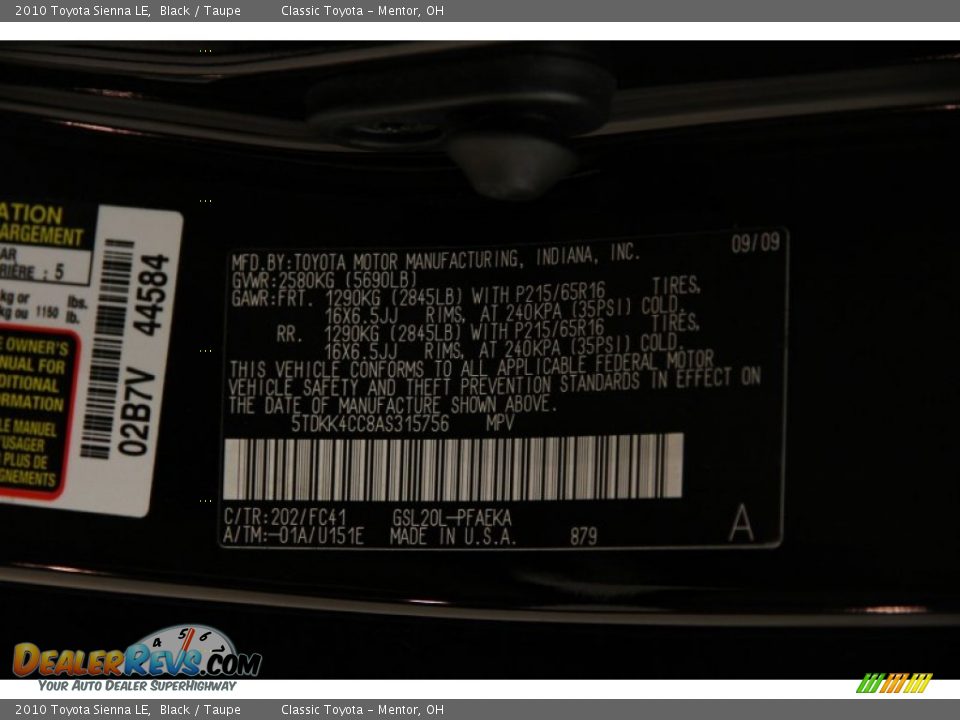 2010 Toyota Sienna LE, Black / Taupe Classic Toyota - Mentor, OH
ATION
ARGEMENT
AR
RIÈRE : 5
kg or lbs.
kg ou 1150 lb.
E OWNER'S
NUAL FOR
DITIONAL
ORMATION
LE MANUEL
'USAGER
PLUS DE
GNEMENTS
02B7V 44584
09/09
MFD.BY:TOYOTA MOTOR MANUFACTURING, INDIANA, INC.
GVWR:2580KG (5690LB)
GAWR:FRT. 1290KG (2845LB) WITH P215/65R16 TIRES,
16X6.5JJ RIMS, AT 240KPA (35PSI) COLD.
RR. 1290KG (2845LB) WITH P215/65R16 TIRES,
16X6.5JJ RIMS, AT 240KPA (35PSI) COLD.
THIS VEHICLE CONFORMS TO ALL APPLICABLE FEDERAL MOTOR
VEHICLE SAFETY AND THEFT PREVENTION STANDARDS IN EFFECT ON
THE DATE OF MANUFACTURE SHOWN ABOVE.
5TDKK4CC8AS315756 MPV
C/TR:202/FC41 GSL20L-PFAEKA
A/TM:-01A/U151E MADE IN U.S.A. 879
A
4 5 6
DEALERREVS.COM
YOUR AUTO DEALER SUPERHIGHWAY
2010 Toyota Sienna LE, Black / Taupe Classic Toyota - Mentor, OH